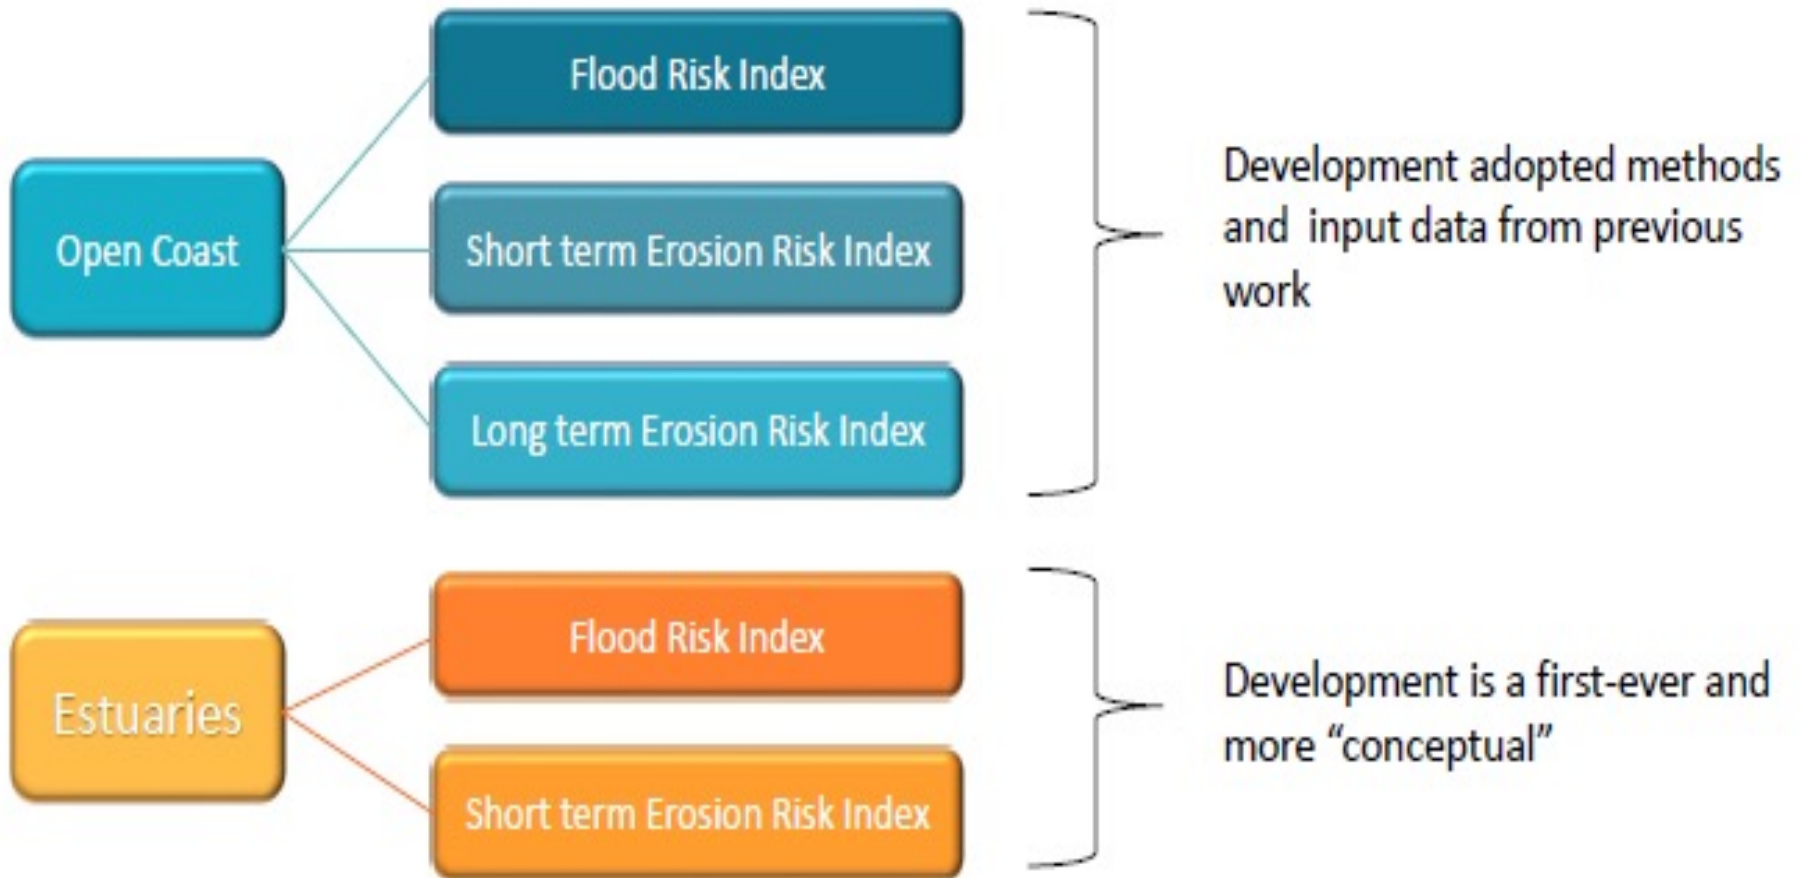 Flood Risk Index
Open Coast
Short term Erosion Risk Index
Long term Erosion Risk Index
Development adopted methods
and input data from previous
work
Estuaries
Flood Risk Index
Short term Erosion Risk Index
Development is a first-ever and
more “conceptual”